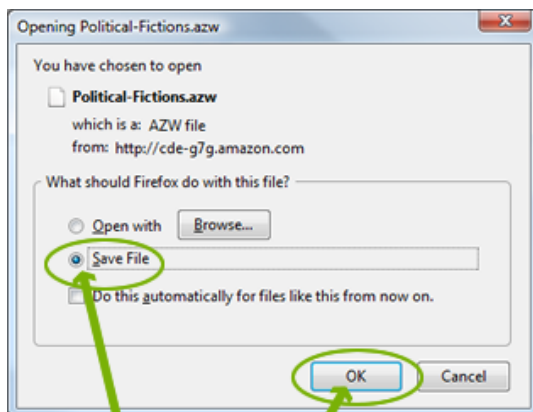 Opening Political-Fictions.azw
You have chosen to open
Political-Fictions.azw
which is a: AZW file
from: http://cde-g7g.amazon.com
What should Firefox do with this file?
Open with Browse...
Save File
Do this automatically for files like this from now on.
OK Cancel